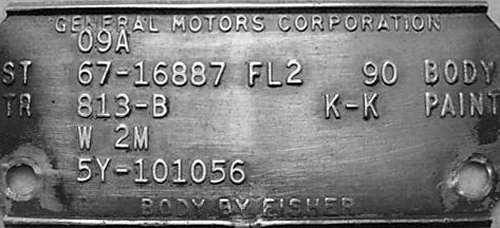 GENERAL MOTORS CORPORATION
09A
ST 67-16887 FL2 90 BODY
TR 813-B K-K PAINT
W 2M
5Y-101056
BODY BY FISHER